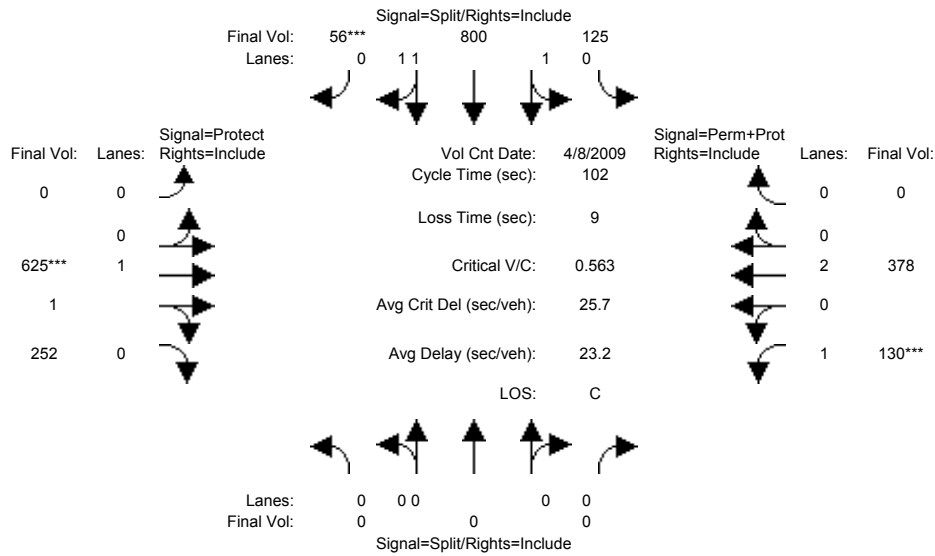 Signal=Split/Rights=Include
Final Vol: 56*** 800 125
Lanes: 0 1 1 1 0
Signal=Protect Signal=Perm+Prot
Final Vol: Lanes: Rights=Include Vol Cnt Date: 4/8/2009 Rights=Include Lanes: Final Vol:
Cycle Time (sec): 102
0 0 0 0
Loss Time (sec): 9
0 0
625*** 1 Critical V/C: 0.563 2 378
1 Avg Crit Del (sec/veh): 25.7 0
252 0 Avg Delay (sec/veh): 23.2 1 130***
LOS: C
Lanes: 0 0 0 0 0
Final Vol: 0 0 0
Signal=Split/Rights=Include